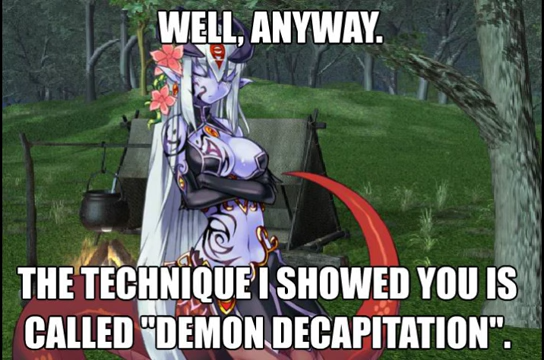 WELL, ANYWAY.
THE TECHNIQUE I SHOWED YOU IS
CALLED "DEMON DECAPITATION".